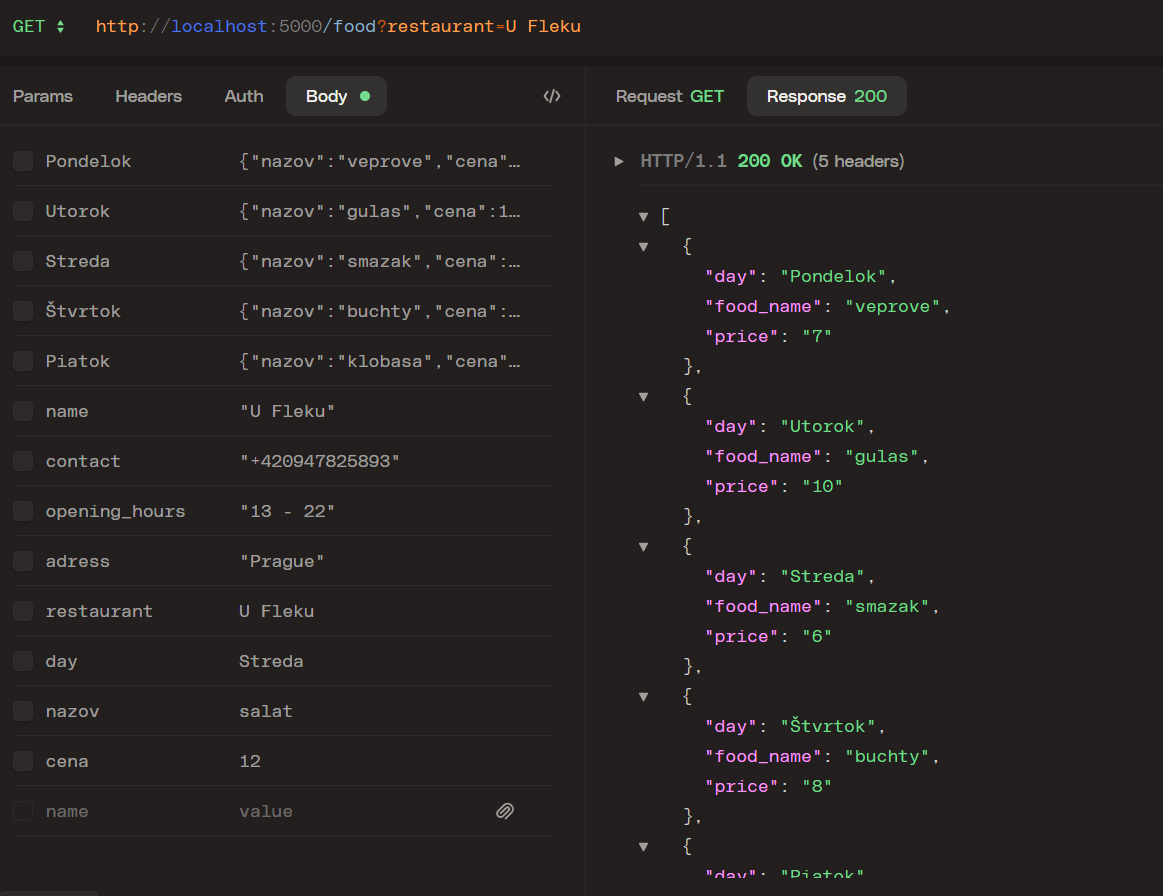 GET http://localhost:5000/food?restaurant=U Fleku
Params Headers Auth Body </>
Pondelok {"nazov":"veprove","cena"…
Utorok {"nazov":"gulas","cena":1…
Streda {"nazov":"smazak","cena":…
Štvrtok {"nazov":"buchty","cena":…
Piatok {"nazov":"klobasa","cena"…
name "U Fleku"
contact "+420947825893"
opening_hours "13 - 22"
adress "Prague"
restaurant U Fleku
day Streda
nazov salat
cena 12
name value
Request GET Response 200
HTTP/1.1 200 OK (5 headers)
[
{
"day": "Pondelok",
"food_name": "veprove",
"price": "7"
},
{
"day": "Utorok",
"food_name": "gulas",
"price": "10"
},
{
"day": "Streda",
"food_name": "smazak",
"price": "6"
},
{
"day": "Štvrtok",
"food_name": "buchty",
"price": "8"
},
{
"day": "Piatok"